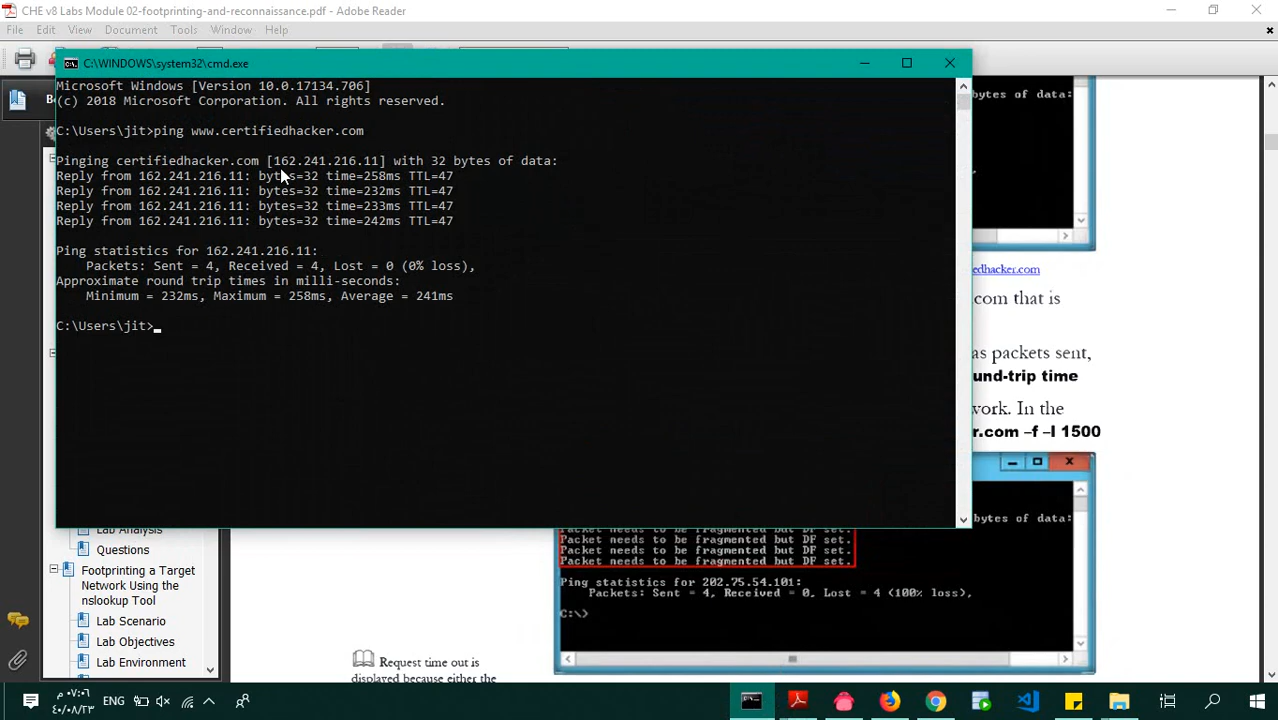 CHE v8 Labs Module 02-footprinting-and-reconnaissance.pdf - Adobe Reader
File Edit View Document Tools Window Help
C:\WINDOWS\system32\cmd.exe
Microsoft Windows [Version 10.0.17134.706]
(c) 2018 Microsoft Corporation. All rights reserved.
C:\Users\jit>ping www.certifiedhacker.com
Pinging certifiedhacker.com [162.241.216.11] with 32 bytes of data:
Reply from 162.241.216.11: bytes=32 time=258ms TTL=47
Reply from 162.241.216.11: bytes=32 time=232ms TTL=47
Reply from 162.241.216.11: bytes=32 time=233ms TTL=47
Reply from 162.241.216.11: bytes=32 time=242ms TTL=47
Ping statistics for 162.241.216.11:
Packets: Sent = 4, Received = 4, Lost = 0 (0% loss),
Approximate round trip times in milli-seconds:
Minimum = 232ms, Maximum = 258ms, Average = 241ms
C:\Users\jit>
bytes of data:
edhacker.com
com that is
as packets sent,
und-trip time
work. In the
r.com –f –l 1500
bytes of data:
Packet needs to be fragmented but DF set.
Packet needs to be fragmented but DF set.
Packet needs to be fragmented but DF set.
Packet needs to be fragmented but DF set.
Ping statistics for 202.75.54.101:
Packets: Sent = 4, Received = 0, Lost = 4 (100% loss),
C:\>
Lab Analysis
Questions
Footprinting a Target
Network Using the
nslookup Tool
Lab Scenario
Lab Objectives
Lab Environment
Request time out is
displayed because either the
ENG